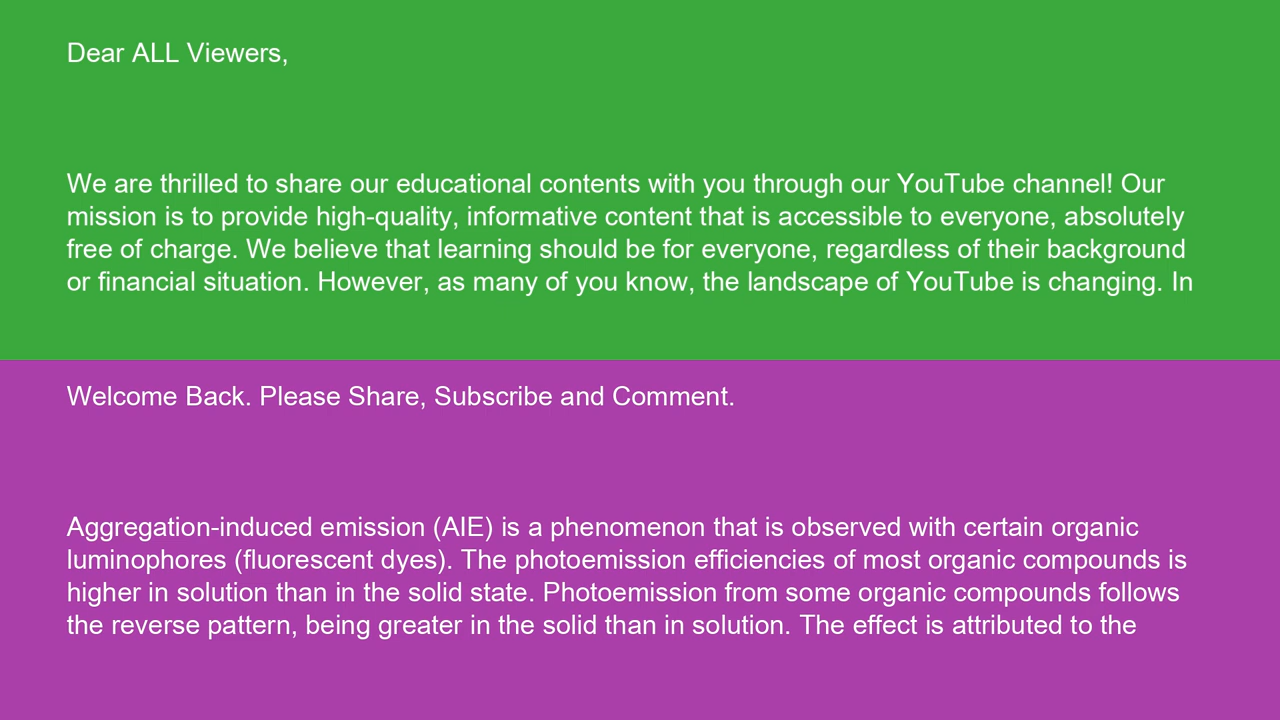 Dear ALL Viewers,
We are thrilled to share our educational contents with you through our YouTube channel! Our
mission is to provide high-quality, informative content that is accessible to everyone, absolutely
free of charge. We believe that learning should be for everyone, regardless of their background
or financial situation. However, as many of you know, the landscape of YouTube is changing. In
Welcome Back. Please Share, Subscribe and Comment.
Aggregation-induced emission (AIE) is a phenomenon that is observed with certain organic
luminophores (fluorescent dyes). The photoemission efficiencies of most organic compounds is
higher in solution than in the solid state. Photoemission from some organic compounds follows
the reverse pattern, being greater in the solid than in solution. The effect is attributed to the